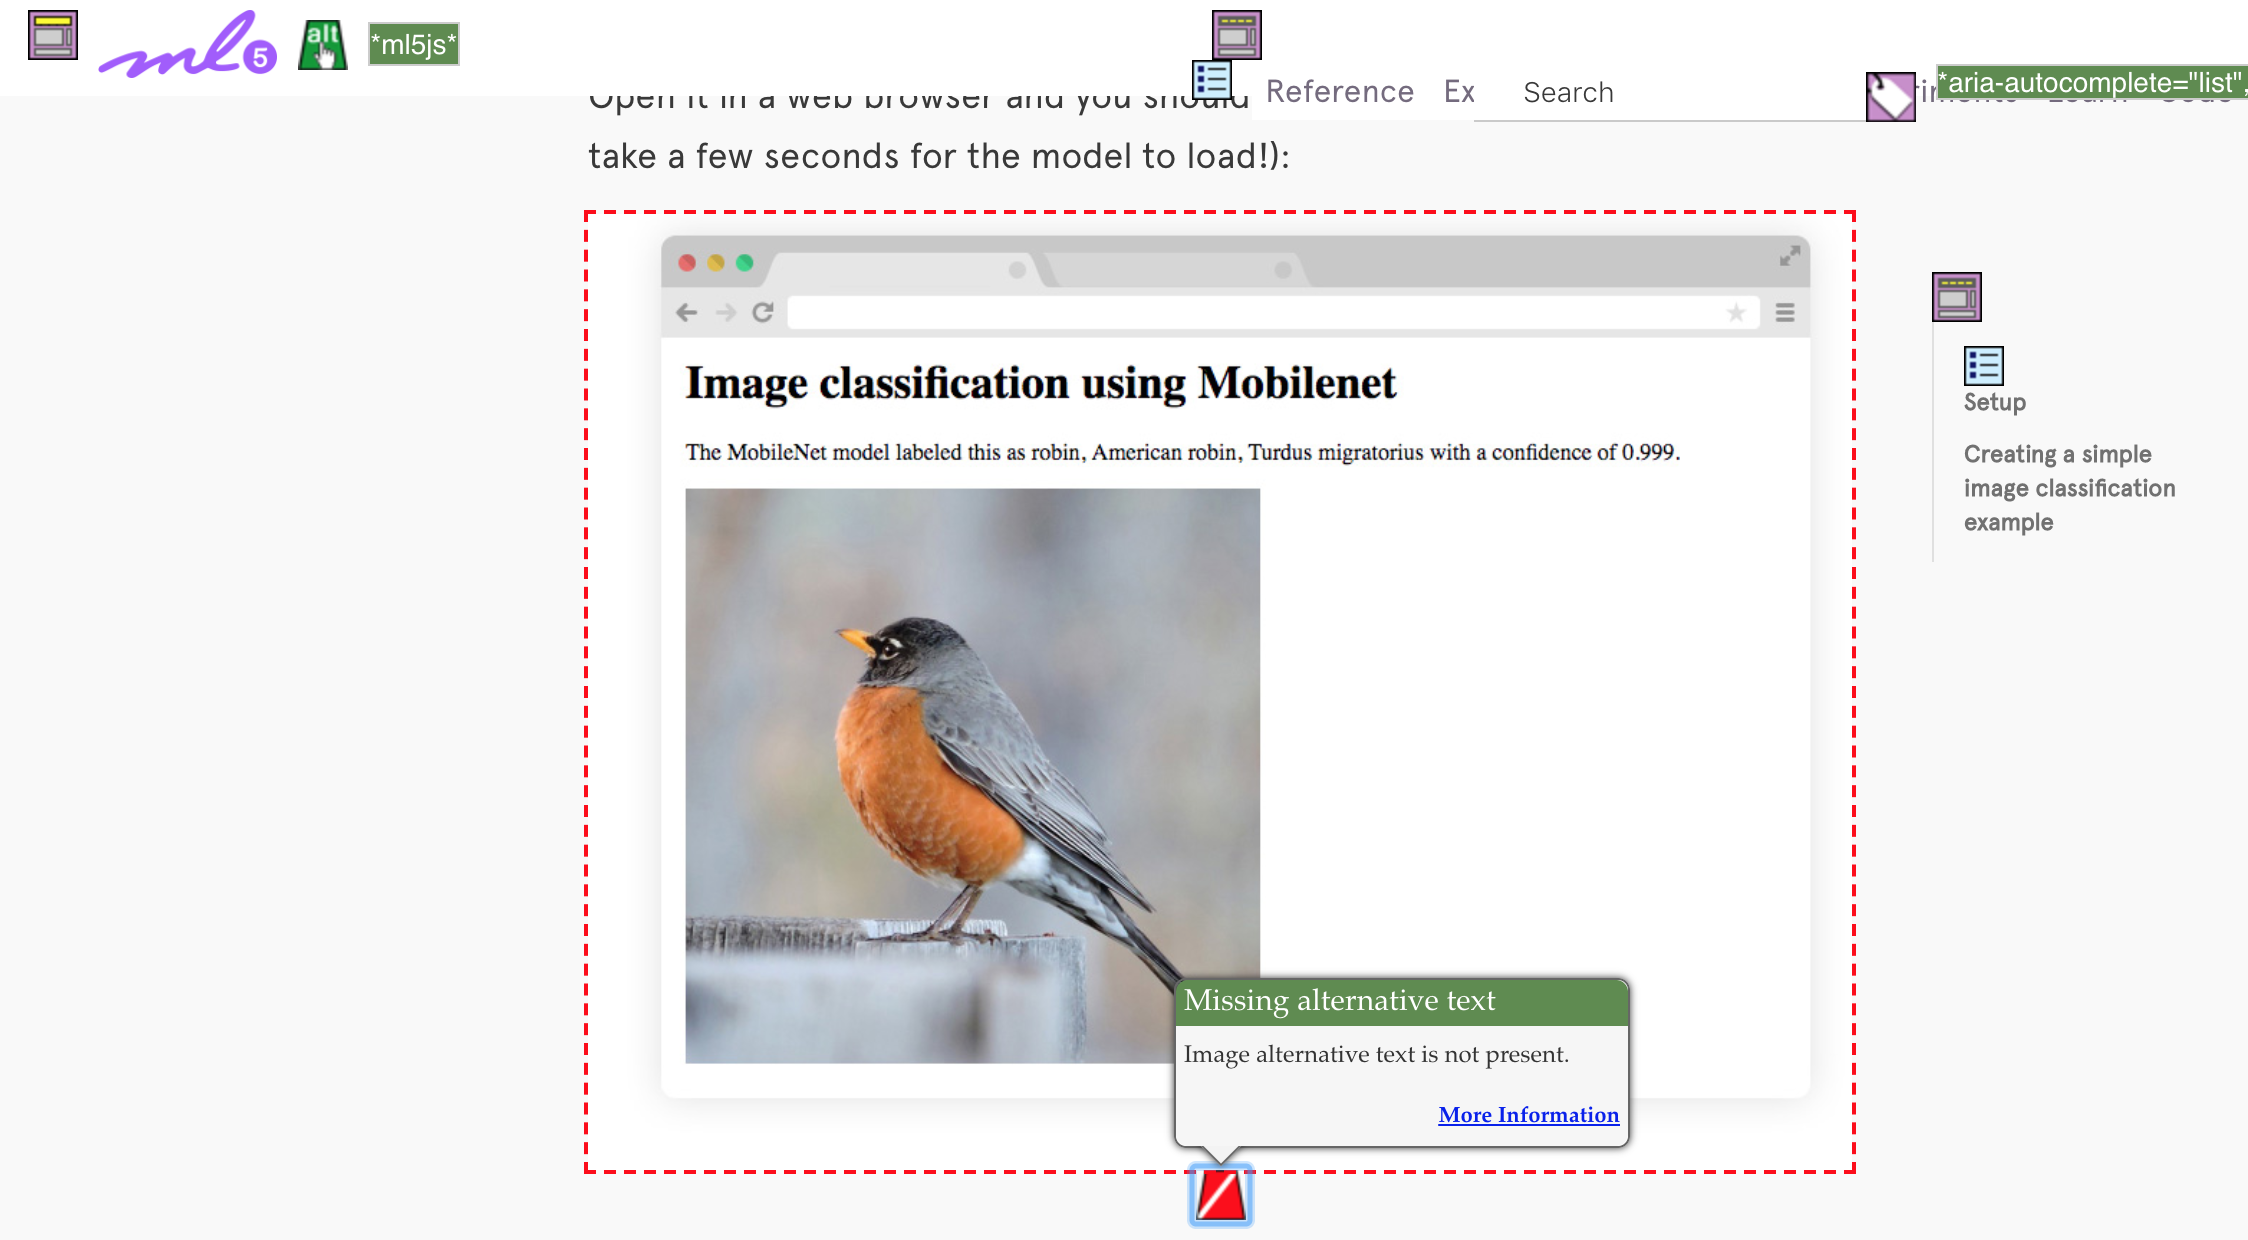 ml5
alt
*ml5js*
*aria-autocomplete="list",
Reference Ex
Search
Open it in a web browser and you should
take a few seconds for the model to load!):
Image classification using Mobilenet
The MobileNet model labeled this as robin, American robin, Turdus migratorius with a confidence of 0.999.
Setup
Creating a simple
image classification
example
Missing alternative text
Image alternative text is not present.
More Information